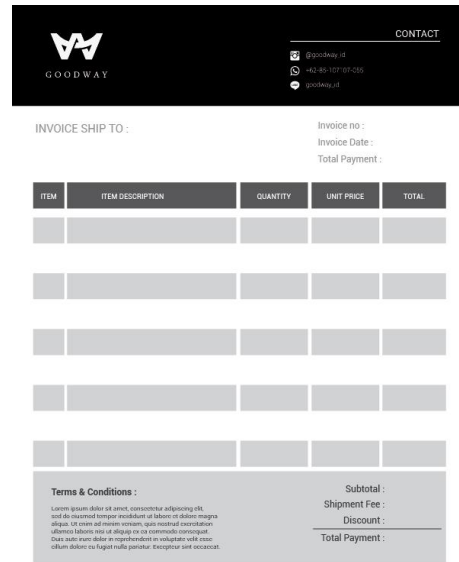 GOODWAY
CONTACT
@goodway_id
+62-85-107107-055
goodway_id
INVOICE SHIP TO :
Invoice no :
Invoice Date :
Total Payment :
ITEM ITEM DESCRIPTION QUANTITY UNIT PRICE TOTAL
Terms & Conditions :
Lorem ipsum dolor sit amet, consectetur adipiscing elit,
sed do eiusmod tempor incididunt ut labore et dolore magna
aliqua. Ut enim ad minim veniam, quis nostrud exercitation
ullamco laboris nisi ut aliquip ex ea commodo consequat.
Duis aute irure dolor in reprehenderit in voluptate velit esse
cillum dolore eu fugiat nulla pariatur. Excepteur sint occaecat.
Subtotal :
Shipment Fee :
Discount :
Total Payment :